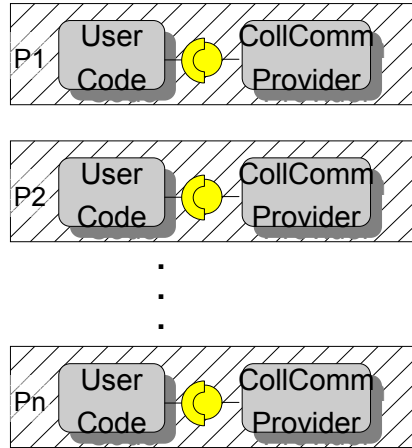 P1
User
Code
CollComm
Provider
P2
User
Code
CollComm
Provider
.
.
.
Pn
User
Code
CollComm
Provider